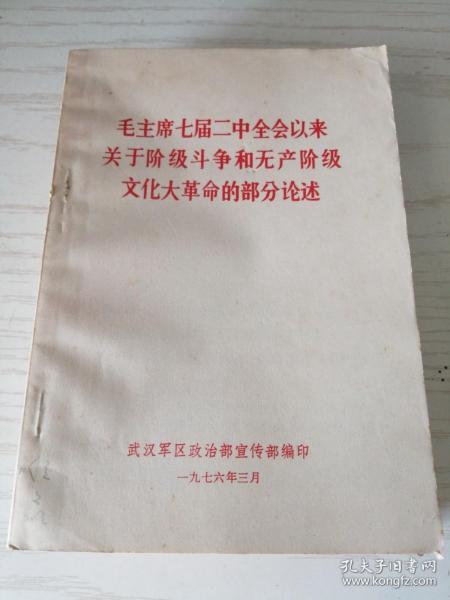 毛主席七届二中全会以来
关于阶级斗争和无产阶级
文化大革命的部分论述
武汉军区政治部宣传部编印
一九七六年三月
孔夫子旧书网
www.kongfz.com